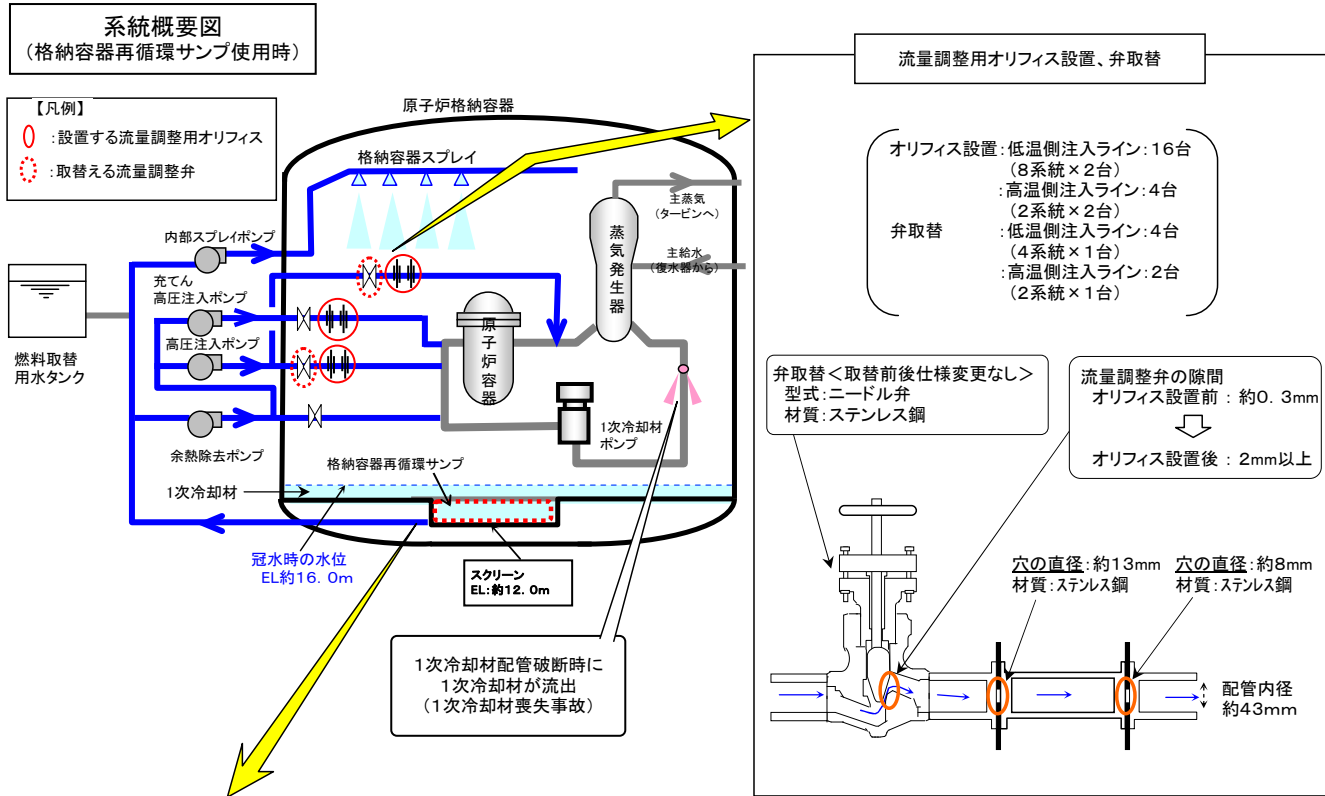 系統概要図
(格納容器再循環サンプ使用時)
【凡例】
:設置する流量調整用オリフィス
:取替える流量調整弁
原子炉格納容器
格納容器スプレイ
内部スプレイポンプ
充てん
高圧注入ポンプ
高圧注入ポンプ
燃料取替
用水タンク
余熱除去ポンプ
原子炉容器
蒸気発生器
主蒸気
(タービンへ)
主給水
(復水器から)
1次冷却材
ポンプ
格納容器再循環サンプ
1次冷却材
冠水時の水位
EL約16.0m
スクリーン
EL:約12.0m
1次冷却材配管破断時に
1次冷却材が流出
(1次冷却材喪失事故)
流量調整用オリフィス設置、弁取替
オリフィス設置:低温側注入ライン:16台
(8系統×2台)
:高温側注入ライン:4台
(2系統×2台)
弁取替 :低温側注入ライン:4台
(4系統×1台)
:高温側注入ライン:2台
(2系統×1台)
弁取替<取替前後仕様変更なし>
型式:ニードル弁
材質:ステンレス鋼
流量調整弁の隙間
オリフィス設置前:約0.3mm
オリフィス設置後:2mm以上
穴の直径:約13mm
材質:ステンレス鋼
穴の直径:約8mm
材質:ステンレス鋼
配管内径
約43mm